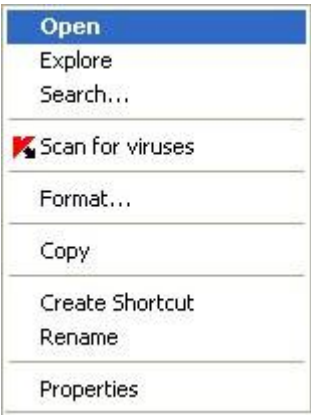 Open
Explore
Search...
Scan for viruses
Format...
Copy
Create Shortcut
Rename
Properties